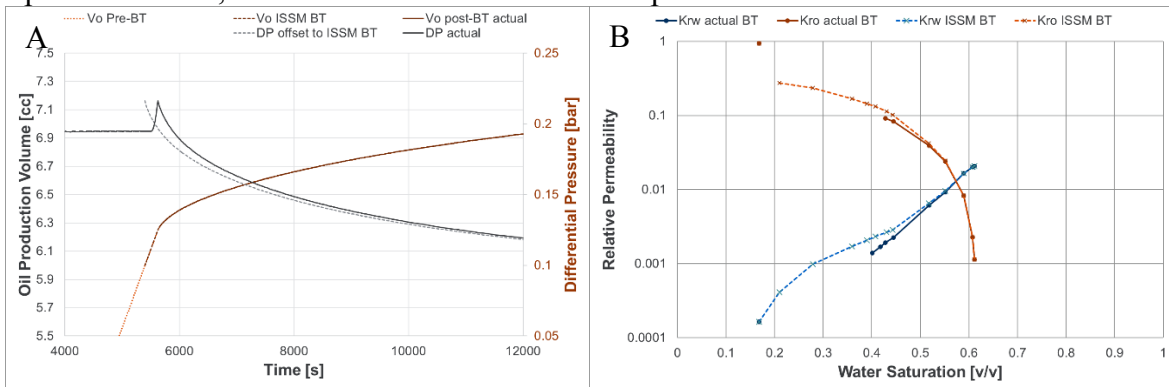 Vo Pre-BT Vo ISSM BT Vo post-BT actual
DP offset to ISSM BT DP actual
A
Oil Production Volume [cc]
7.5
7.3
7.1
6.9
6.7
6.5
6.3
6.1
5.9
5.7
5.5
0.25
0.2
0.15
0.1
0.05
Differential Pressure [bar]
4000 6000 8000 10000 12000
Time [s]
Krw actual BT Kro actual BT Krw ISSM BT Kro ISSM BT
B
Relative Permeability
1
0.1
0.01
0.001
0.0001
0 0.1 0.2 0.3 0.4 0.5 0.6 0.7 0.8 0.9 1
Water Saturation [v/v]